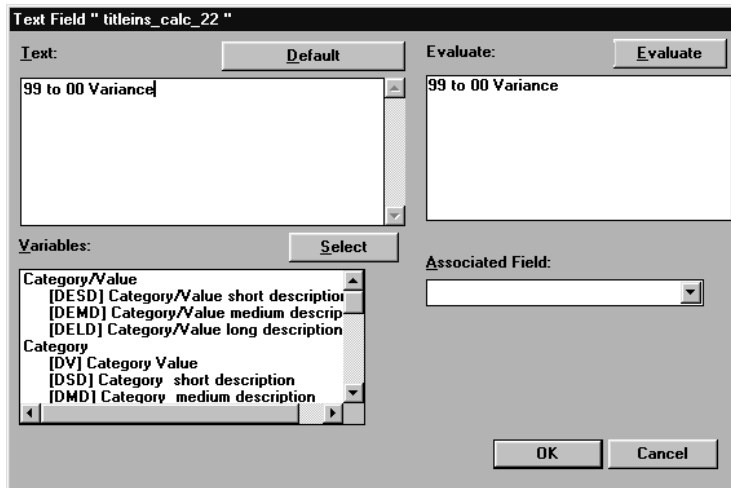 Text Field " titleins_calc_22 "
Text:
Default
99 to 00 Variance
Evaluate:
Evaluate
99 to 00 Variance
Variables:
Select
Category/Value
[DESD] Category/Value short description
[DEMD] Category/Value medium descrip
[DELD] Category/Value long description
Category
[DV] Category Value
[DSD] Category short description
[DMD] Category medium description
Associated Field:
OK
Cancel